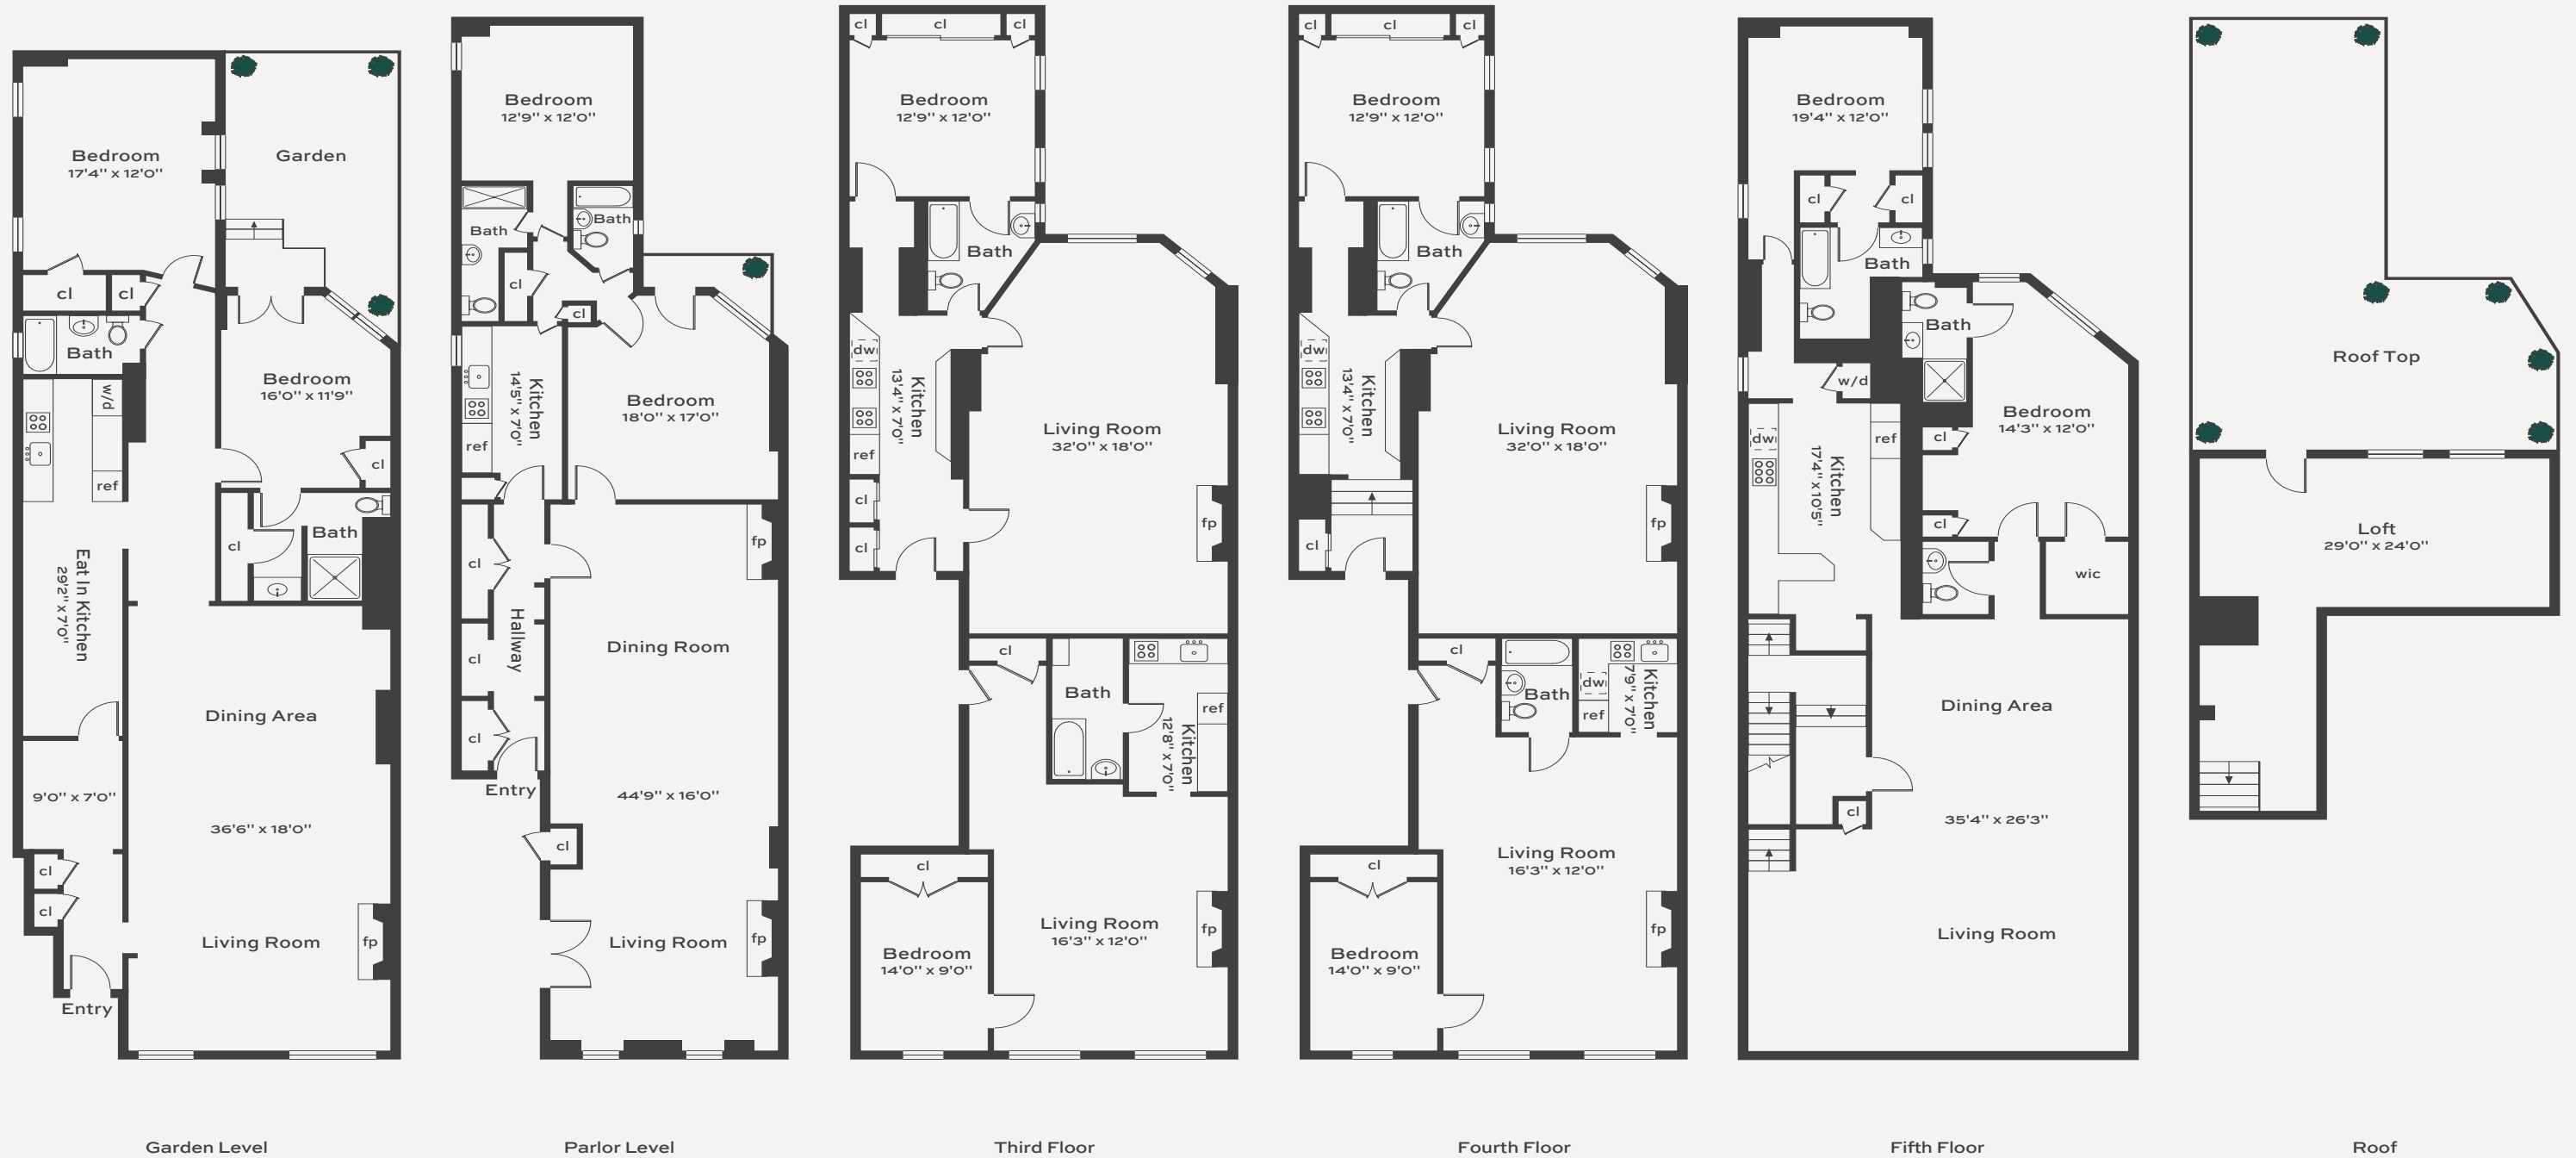 Bedroom
17'4" x 12'0"
Garden
cl
cl
Bath
w/d
ref
Eat In Kitchen
29'2" x 7'0"
Bedroom
16'0" x 11'9"
cl
cl
Bath
Dining Area
9'0" x 7'0"
36'6" x 18'0"
cl
cl
Living Room
fp
Entry
Garden Level
Bedroom
12'9" x 12'0"
Bath
Bath
cl
cl
Kitchen
14'5" x 7'0"
ref
Bedroom
18'0" x 17'0"
fp
cl
Hallway
cl
cl
Dining Room
Entry
44'9" x 16'0"
cl
Living Room
fp
Parlor Level
cl
cl
cl
Bedroom
12'9" x 12'0"
Bath
dw
Kitchen
13'4" x 7'0"
ref
cl
cl
Living Room
32'0" x 18'0"
fp
cl
Bath
ref
Kitchen
12'8" x 7'0"
cl
Living Room
16'3" x 12'0"
fp
Bedroom
14'0" x 9'0"
Third Floor
cl
cl
cl
Bedroom
12'9" x 12'0"
Bath
dw
Kitchen
13'4" x 7'0"
cl
Living Room
32'0" x 18'0"
fp
cl
Bath
dw
ref
Kitchen
7'9" x 7'0"
cl
Living Room
16'3" x 12'0"
fp
Bedroom
14'0" x 9'0"
Fourth Floor
Bedroom
19'4" x 12'0"
cl
cl
Bath
Bath
w/d
dw
ref
Kitchen
17'4" x 10'5"
Bedroom
14'3" x 12'0"
cl
cl
wic
Dining Area
cl
35'4" x 26'3"
Living Room
Fifth Floor
Roof Top
Loft
29'0" x 24'0"
Roof